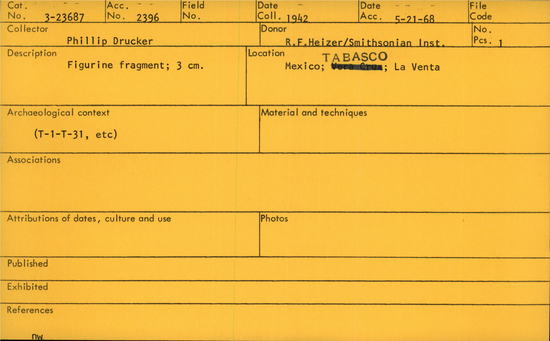 Cat. No. 3-23687 Acc. No. 2396 Field No. Date Coll. 1942 Date Acc. 5-21-68 File Code
Collector Phillip Drucker Donor R.F.Heizer/Smithsonian Inst. No. Pcs. 1
Description Figurine fragment; 3 cm.
Location TABASCO
Mexico; Vera Cruz; La Venta
Archaeological context
(T-1-T-31, etc)
Material and techniques
Associations
Attributions of dates, culture and use
Photos
Published
Exhibited
References
DW